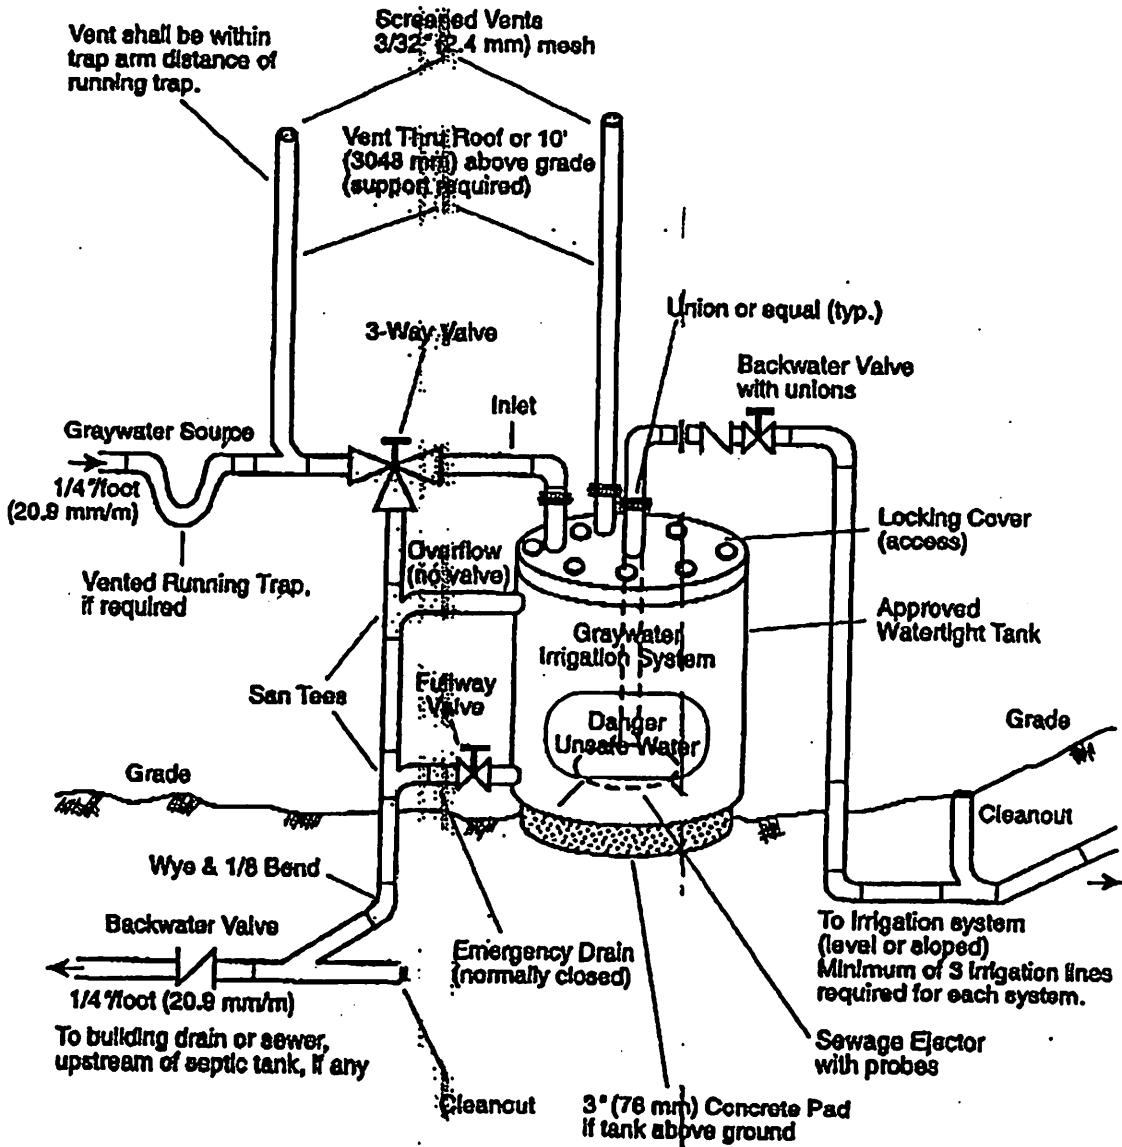 Vent shall be within
trap arm distance of
running trap.
Screened Vents
3/32" (2.4 mm) mesh
Vent Thru Roof or 10'
(3048 mm) above grade
(support required)
Union or equal (typ.)
3-Way Valve
Backwater Valve
with unions
Inlet
Graywater Source
1/4"/foot
(20.9 mm/m)
Locking Cover
(access)
Overflow
(no valve)
Vented Running Trap,
if required
Approved
Watertight Tank
Graywater
Irrigation System
San Tees
Fullway
Valve
Danger
Unsafe Water
Grade
Grade
Cleanout
Wye & 1/8 Bend
Backwater Valve
Emergency Drain
(normally closed)
To irrigation system
(level or sloped)
Minimum of 3 irrigation lines
required for each system.
1/4"/foot (20.9 mm/m)
To building drain or sewer,
upstream of septic tank, if any
Sewage Ejector
with probes
Cleanout
3" (76 mm) Concrete Pad
if tank above ground